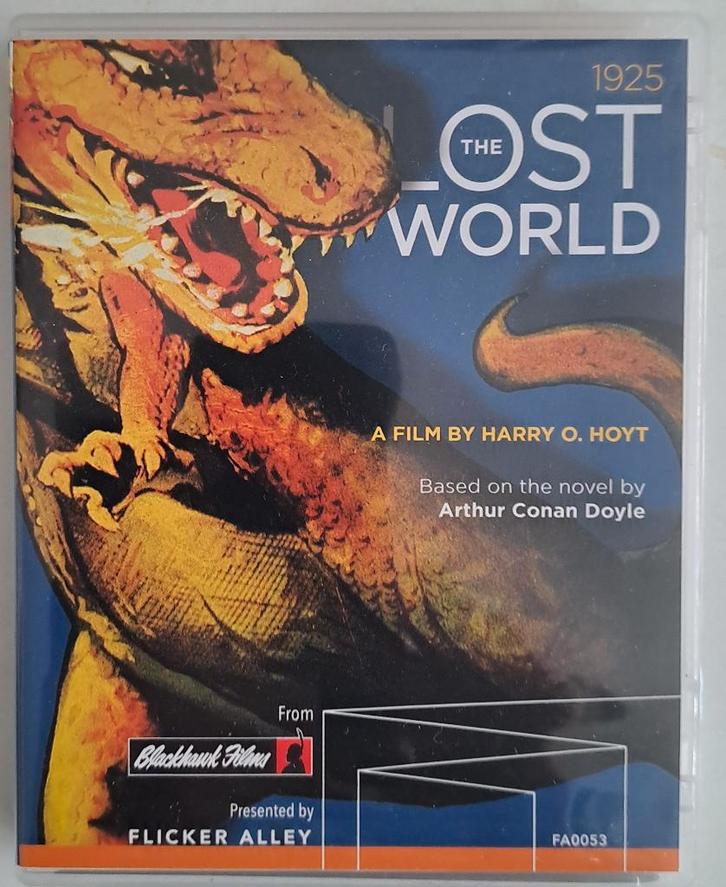 1925
THE
LOST
WORLD
A FILM BY HARRY O. HOYT
Based on the novel by
Arthur Conan Doyle
From
Blackhawk Films
Presented by
FLICKER ALLEY
FA0053